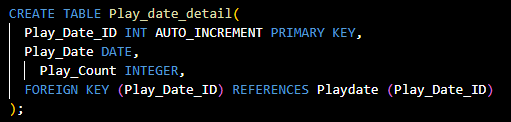 CREATE TABLE Play_date_detail(
Play_Date_ID INT AUTO_INCREMENT PRIMARY KEY,
Play_Date DATE,
Play_Count INTEGER,
FOREIGN KEY (Play_Date_ID) REFERENCES Playdate (Play_Date_ID)
);